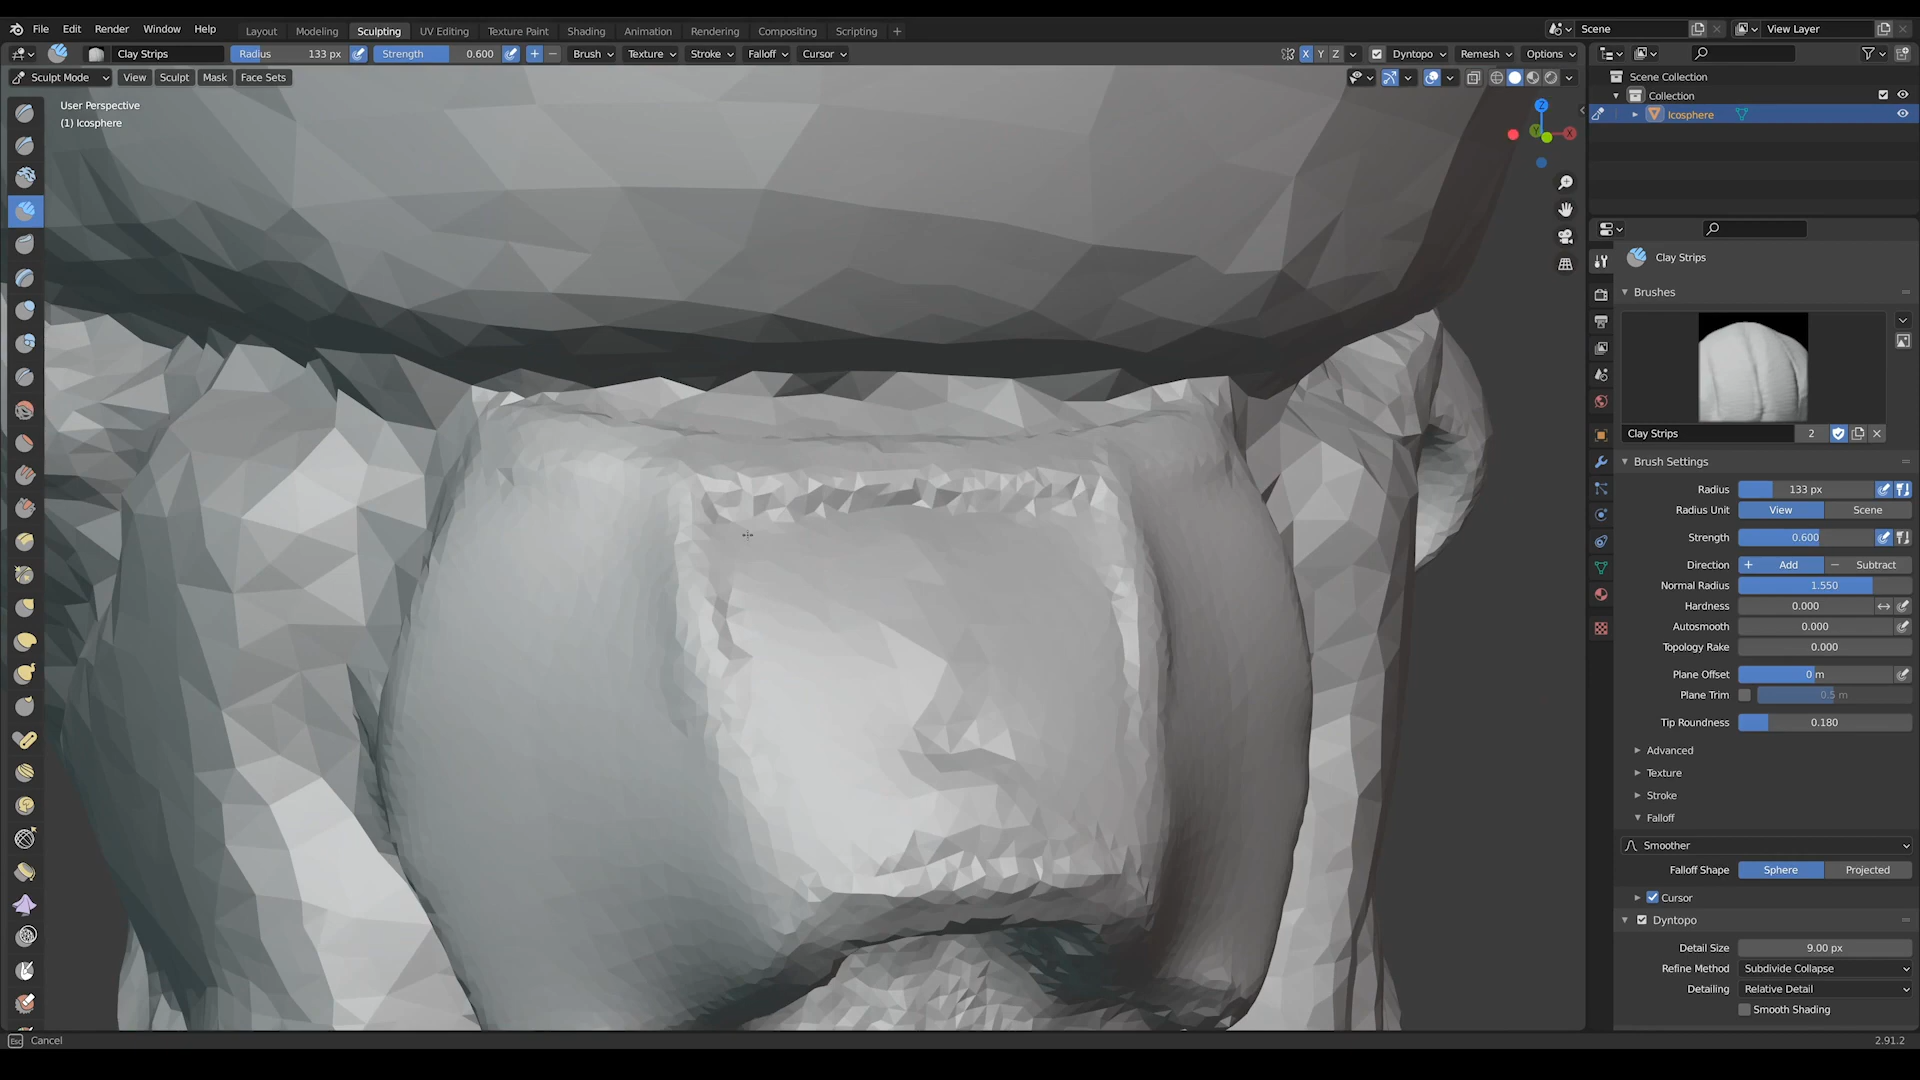 File Edit Render Window Help Layout Modeling Sculpting UV Editing Texture Paint Shading Animation Rendering Compositing Scripting + Scene View Layer
Clay Strips Radius 133 px Strength 0.600 + − Brush Texture Stroke Falloff Cursor X Y Z Dyntopo Remesh Options
Sculpt Mode View Sculpt Mask Face Sets
User Perspective
(1) Icosphere
Z
Y
X
Scene Collection
Collection
Icosphere
Clay Strips
Brushes
Clay Strips 2
Brush Settings
Radius 133 px
Radius Unit View Scene
Strength 0.600
Direction + Add − Subtract
Normal Radius 1.550
Hardness 0.000
Autosmooth 0.000
Topology Rake 0.000
Plane Offset 0 m
Plane Trim 0.5 m
Tip Roundness 0.180
Advanced
Texture
Stroke
Falloff
Smoother
Falloff Shape Sphere Projected
Cursor
Dyntopo
Detail Size 9.00 px
Refine Method Subdivide Collapse
Detailing Relative Detail
Smooth Shading
Esc Cancel 2.91.2